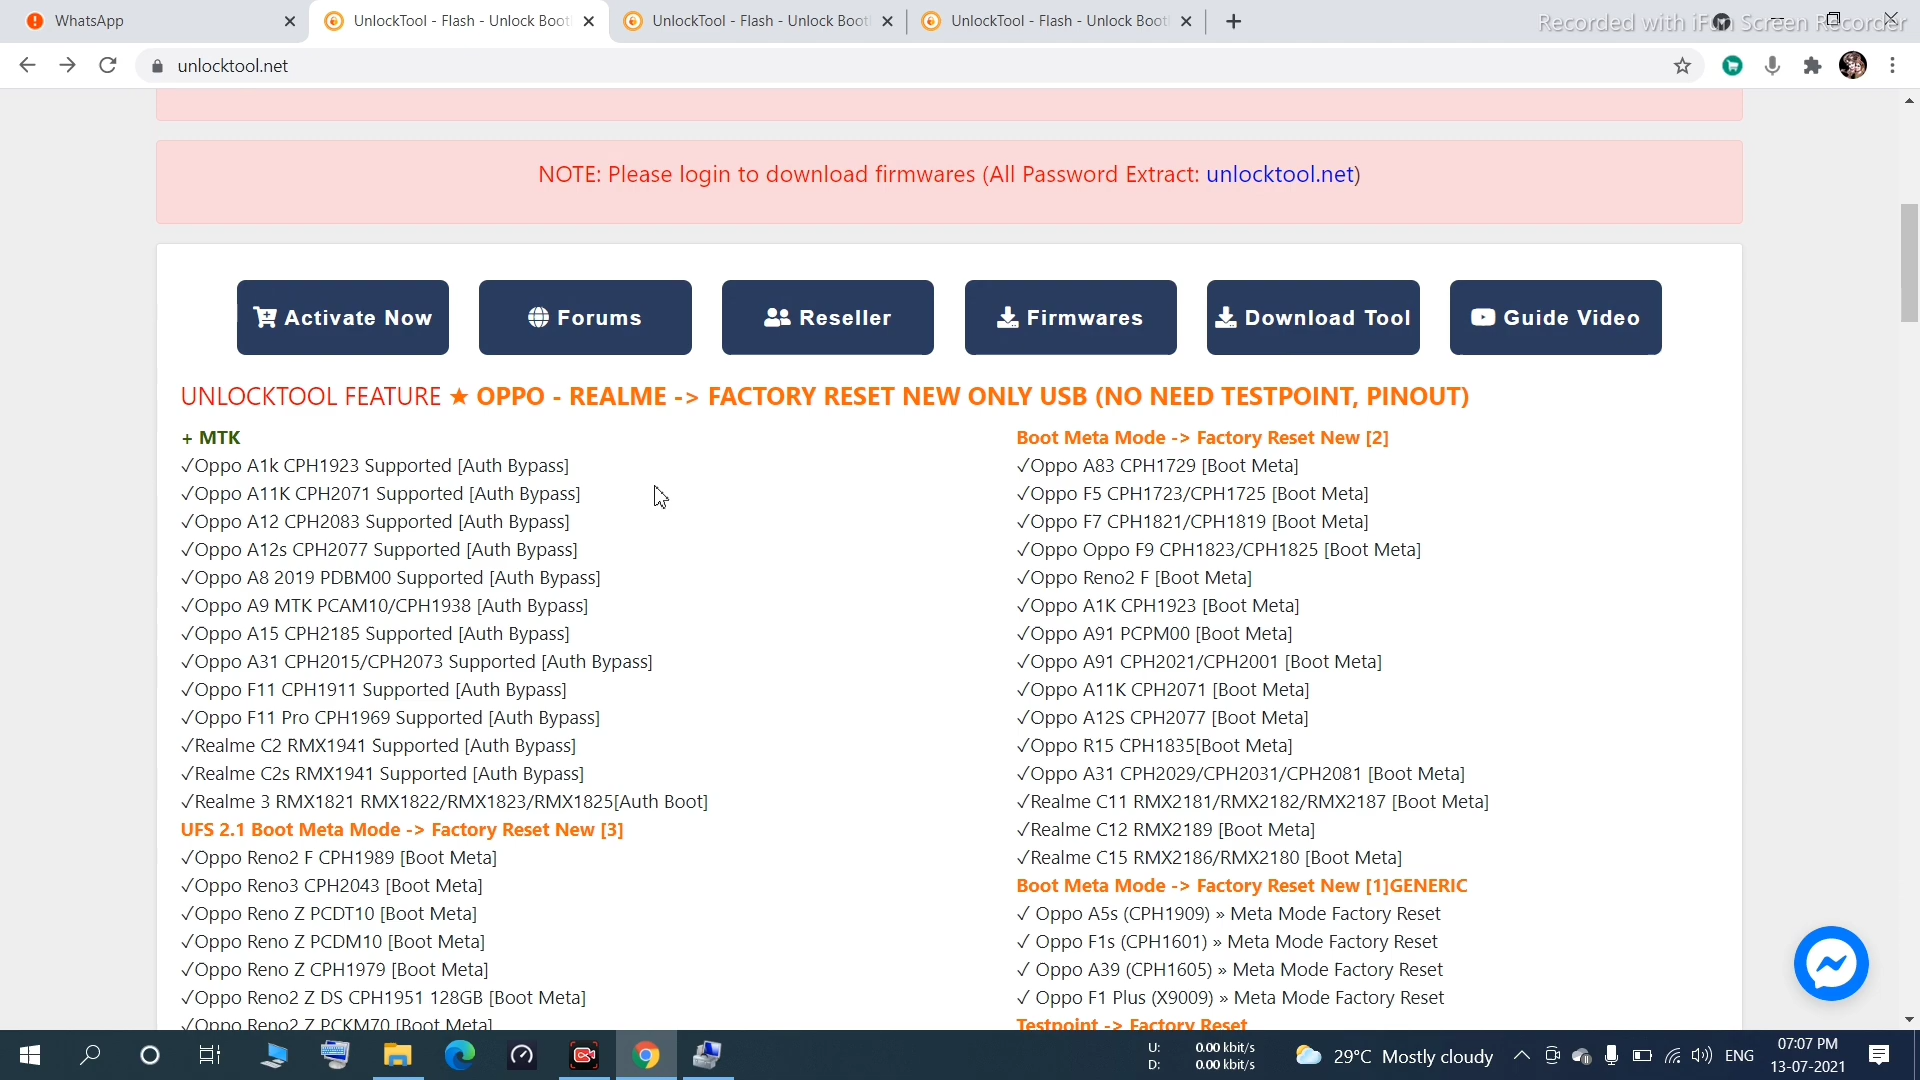 WhatsApp
UnlockTool - Flash - Unlock Boot
UnlockTool - Flash - Unlock Boot
UnlockTool - Flash - Unlock Boot
Recorded with iFun Screen Recorder
unlocktool.net
NOTE: Please login to download firmwares (All Password Extract: unlocktool.net)
Activate Now
Forums
Reseller
Firmwares
Download Tool
Guide Video
UNLOCKTOOL FEATURE ★ OPPO - REALME -> FACTORY RESET NEW ONLY USB (NO NEED TESTPOINT, PINOUT)
+ MTK
✓Oppo A1k CPH1923 Supported [Auth Bypass]
✓Oppo A11K CPH2071 Supported [Auth Bypass]
✓Oppo A12 CPH2083 Supported [Auth Bypass]
✓Oppo A12s CPH2077 Supported [Auth Bypass]
✓Oppo A8 2019 PDBM00 Supported [Auth Bypass]
✓Oppo A9 MTK PCAM10/CPH1938 [Auth Bypass]
✓Oppo A15 CPH2185 Supported [Auth Bypass]
✓Oppo A31 CPH2015/CPH2073 Supported [Auth Bypass]
✓Oppo F11 CPH1911 Supported [Auth Bypass]
✓Oppo F11 Pro CPH1969 Supported [Auth Bypass]
✓Realme C2 RMX1941 Supported [Auth Bypass]
✓Realme C2s RMX1941 Supported [Auth Bypass]
✓Realme 3 RMX1821 RMX1822/RMX1823/RMX1825[Auth Boot]
UFS 2.1 Boot Meta Mode -> Factory Reset New [3]
✓Oppo Reno2 F CPH1989 [Boot Meta]
✓Oppo Reno3 CPH2043 [Boot Meta]
✓Oppo Reno Z PCDT10 [Boot Meta]
✓Oppo Reno Z PCDM10 [Boot Meta]
✓Oppo Reno Z CPH1979 [Boot Meta]
✓Oppo Reno2 Z DS CPH1951 128GB [Boot Meta]
✓Oppo Reno2 Z PCKM70 [Boot Meta]
Boot Meta Mode -> Factory Reset New [2]
✓Oppo A83 CPH1729 [Boot Meta]
✓Oppo F5 CPH1723/CPH1725 [Boot Meta]
✓Oppo F7 CPH1821/CPH1819 [Boot Meta]
✓Oppo Oppo F9 CPH1823/CPH1825 [Boot Meta]
✓Oppo Reno2 F [Boot Meta]
✓Oppo A1K CPH1923 [Boot Meta]
✓Oppo A91 PCPM00 [Boot Meta]
✓Oppo A91 CPH2021/CPH2001 [Boot Meta]
✓Oppo A11K CPH2071 [Boot Meta]
✓Oppo A12S CPH2077 [Boot Meta]
✓Oppo R15 CPH1835[Boot Meta]
✓Oppo A31 CPH2029/CPH2031/CPH2081 [Boot Meta]
✓Realme C11 RMX2181/RMX2182/RMX2187 [Boot Meta]
✓Realme C12 RMX2189 [Boot Meta]
✓Realme C15 RMX2186/RMX2180 [Boot Meta]
Boot Meta Mode -> Factory Reset New [1]GENERIC
✓ Oppo A5s (CPH1909) » Meta Mode Factory Reset
✓ Oppo F1s (CPH1601) » Meta Mode Factory Reset
✓ Oppo A39 (CPH1605) » Meta Mode Factory Reset
✓ Oppo F1 Plus (X9009) » Meta Mode Factory Reset
Testpoint -> Factory Reset
U: 0.00 kbit/s
D: 0.00 kbit/s
29°C Mostly cloudy
ENG
07:07 PM
13-07-2021